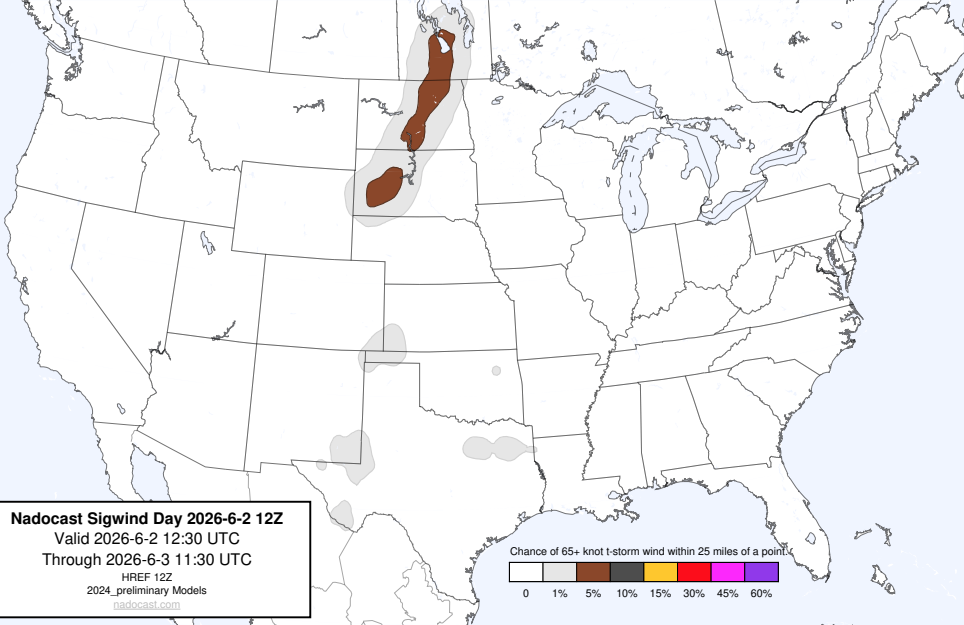 Nadocast Sigwind Day 2026-6-2 12Z
Valid 2026-6-2 12:30 UTC
Through 2026-6-3 11:30 UTC
HREF 12Z
2024_preliminary Models
nadocast.com
Chance of 65+ knot t-storm wind within 25 miles of a point.
0 1% 5% 10% 15% 30% 45% 60%